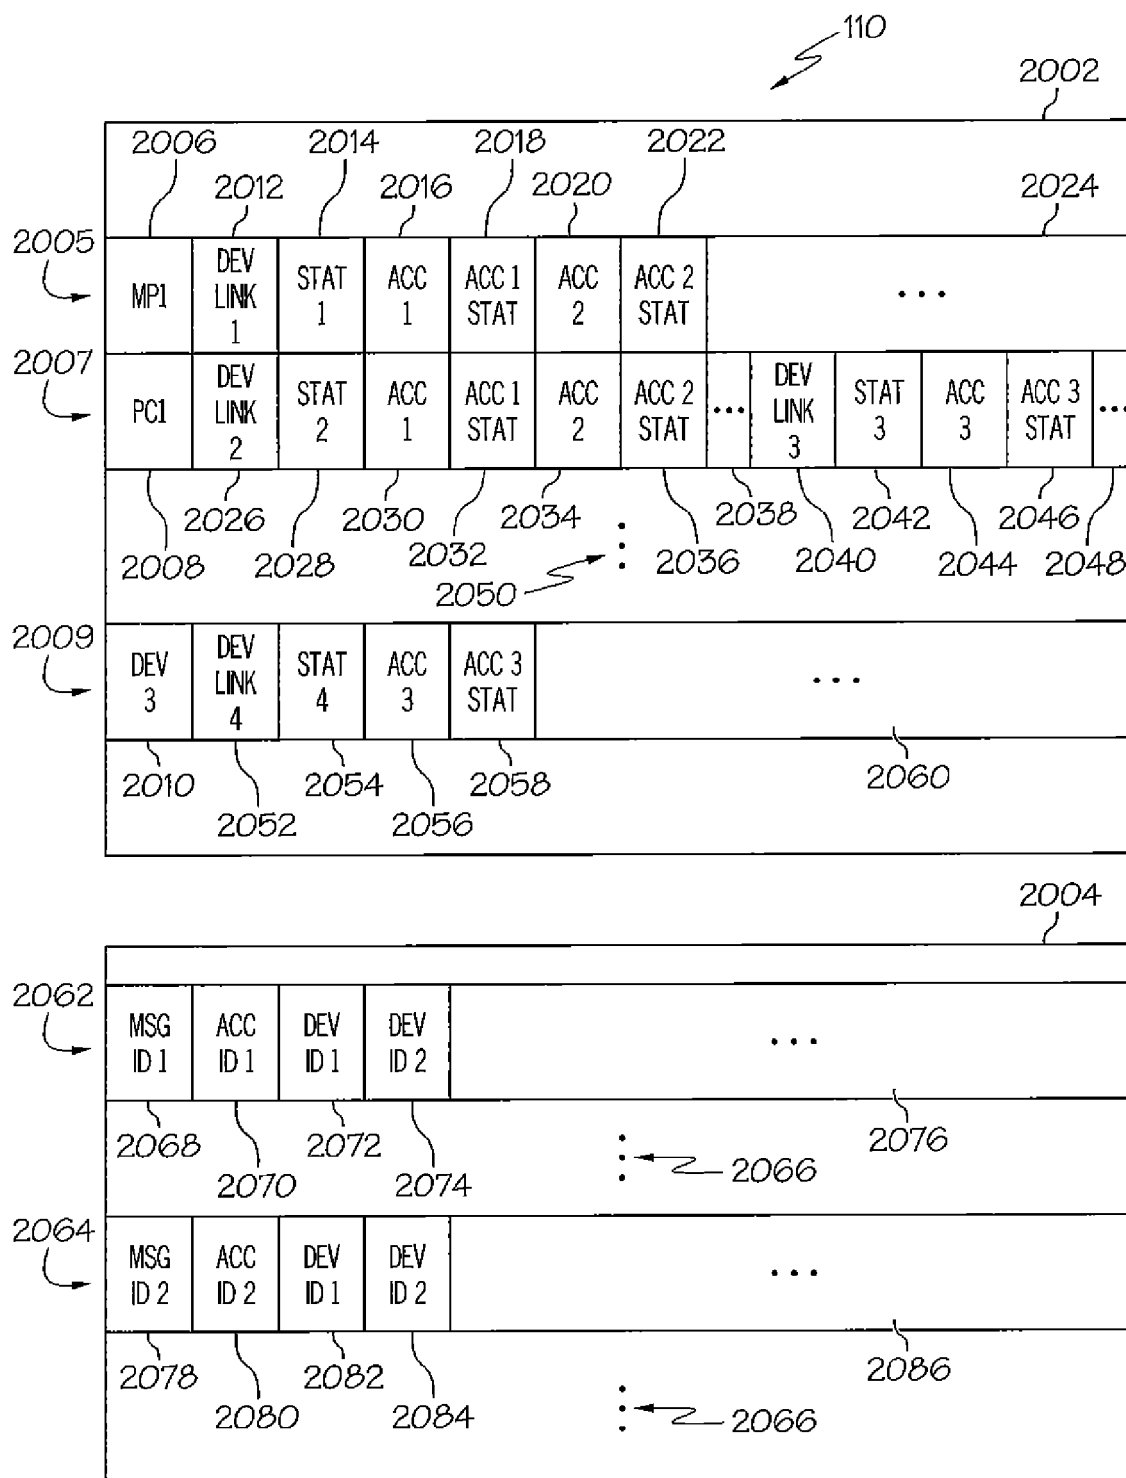 110
2002
2006
2014
2018
2022
2012
2016
2020
2024
2005
MP1
DEV LINK 1
STAT 1
ACC 1
ACC 1 STAT
ACC 2
ACC 2 STAT
...
2007
PC1
DEV LINK 2
STAT 2
ACC 1
ACC 1 STAT
ACC 2
ACC 2 STAT
...
DEV LINK 3
STAT 3
ACC 3
ACC 3 STAT
...
2026
2030
2034
2038
2042
2046
2008
2028
2032
2036
2040
2044
2048
2050
2009
DEV 3
DEV LINK 4
STAT 4
ACC 3
ACC 3 STAT
...
2010
2054
2058
2060
2052
2056
2004
2062
MSG ID 1
ACC ID 1
DEV ID 1
DEV ID 2
...
2068
2072
2076
2070
2074
2066
2064
MSG ID 2
ACC ID 2
DEV ID 1
DEV ID 2
...
2078
2082
2086
2080
2084
2066